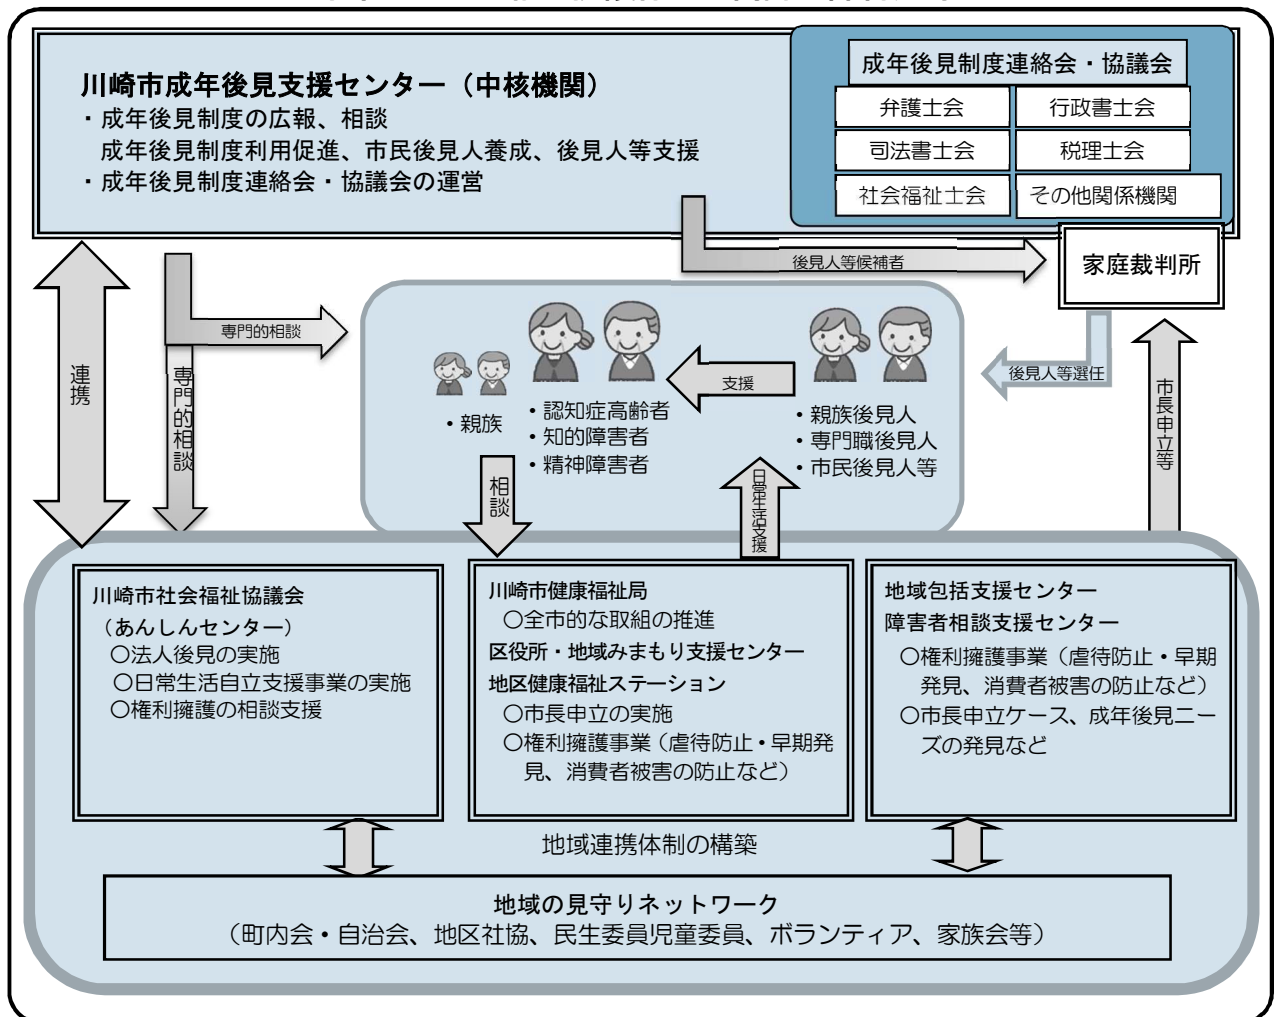 川崎市成年後見支援センター（中核機関）
・成年後見制度の広報、相談
成年後見制度利用促進、市民後見人養成、後見人等支援
・成年後見制度連絡会・協議会の運営
成年後見制度連絡会・協議会
弁護士会
行政書士会
司法書士会
税理士会
社会福祉士会
その他関係機関
後見人等候補者
家庭裁判所
連携
専門的相談
専門的相談
・親族
・認知症高齢者
・知的障害者
・精神障害者
支援
・親族後見人
・専門職後見人
・市民後見人等
後見人等選任
市長申立等
相談
日常生活支援
川崎市社会福祉協議会
（あんしんセンター）
〇法人後見の実施
〇日常生活自立支援事業の実施
〇権利擁護の相談支援
川崎市健康福祉局
〇全市的な取組の推進
区役所・地域みまもり支援センター
地区健康福祉ステーション
〇市長申立の実施
〇権利擁護事業（虐待防止・早期発
見、消費者被害の防止など）
地域包括支援センター
障害者相談支援センター
〇権利擁護事業（虐待防止・早期
発見、消費者被害の防止など）
〇市長申立ケース、成年後見ニー
ズの発見など
地域連携体制の構築
地域の見守りネットワーク
（町内会・自治会、地区社協、民生委員児童委員、ボランティア、家族会等）